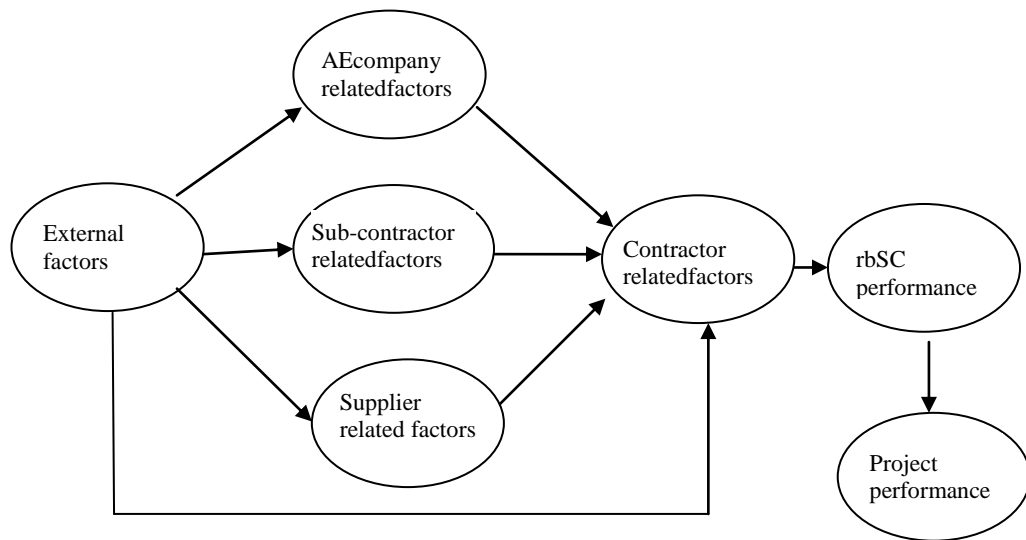 AEcompany
relatedfactors
External
factors
Sub-contractor
relatedfactors
Contractor
relatedfactors
rbSC
performance
Supplier
related factors
Project
performance